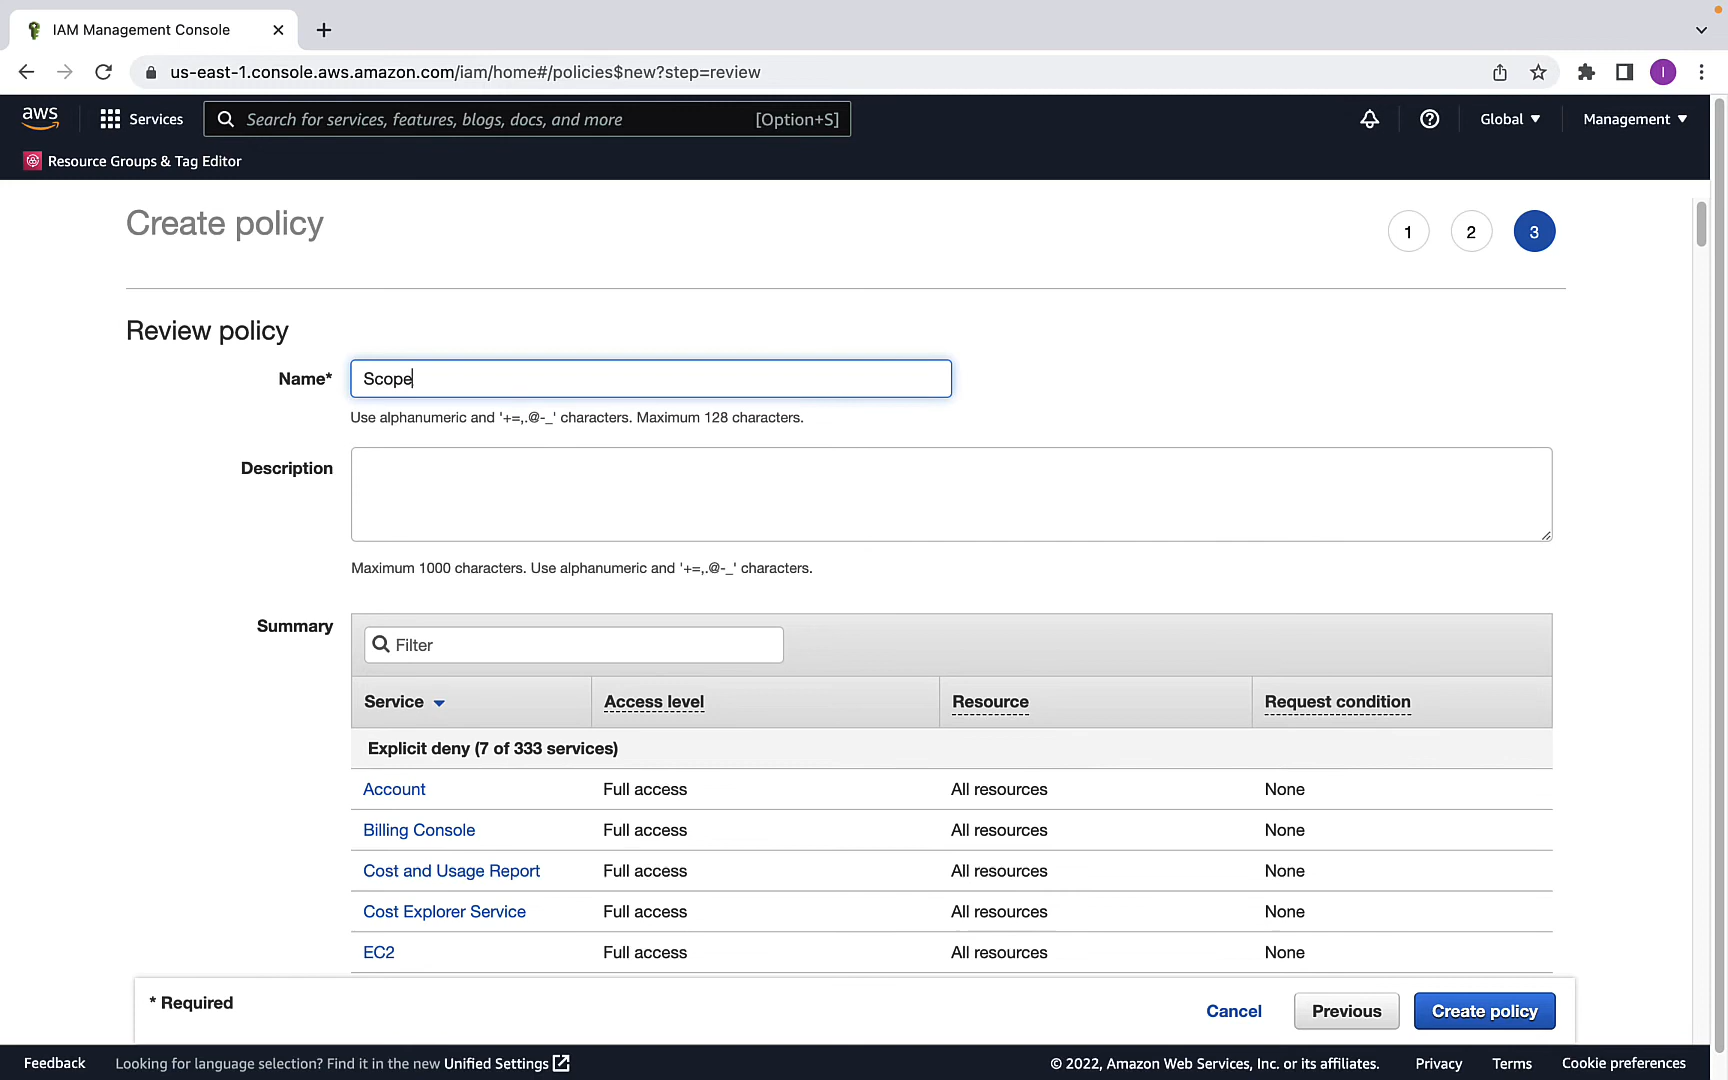 IAM Management Console
us-east-1.console.aws.amazon.com/iam/home#/policies$new?step=review
I
aws
Services
Search for services, features, blogs, docs, and more
[Option+S]
Global
Management
Resource Groups & Tag Editor
Create policy
1
2
3
Review policy
Name*
Scope
Use alphanumeric and '+=,.@-_' characters. Maximum 128 characters.
Description
Maximum 1000 characters. Use alphanumeric and '+=,.@-_' characters.
Summary
Filter
Service Access level Resource Request condition
Explicit deny (7 of 333 services)
Account Full access All resources None
Billing Console Full access All resources None
Cost and Usage Report Full access All resources None
Cost Explorer Service Full access All resources None
EC2 Full access All resources None
* Required
Cancel
Previous
Create policy
Feedback
Looking for language selection? Find it in the new Unified Settings
© 2022, Amazon Web Services, Inc. or its affiliates.
Privacy
Terms
Cookie preferences